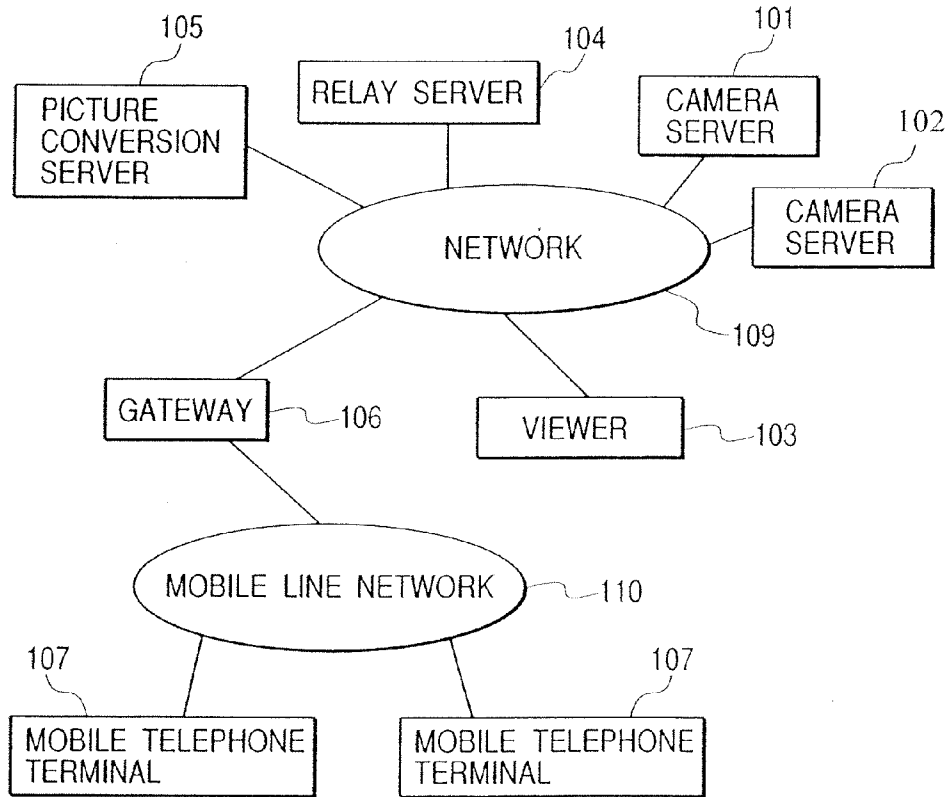 105
PICTURE
CONVERSION
SERVER
104
RELAY SERVER
101
CAMERA
SERVER
102
CAMERA
SERVER
NETWORK
109
GATEWAY
106
VIEWER
103
MOBILE LINE NETWORK
110
107
MOBILE TELEPHONE
TERMINAL
107
MOBILE TELEPHONE
TERMINAL